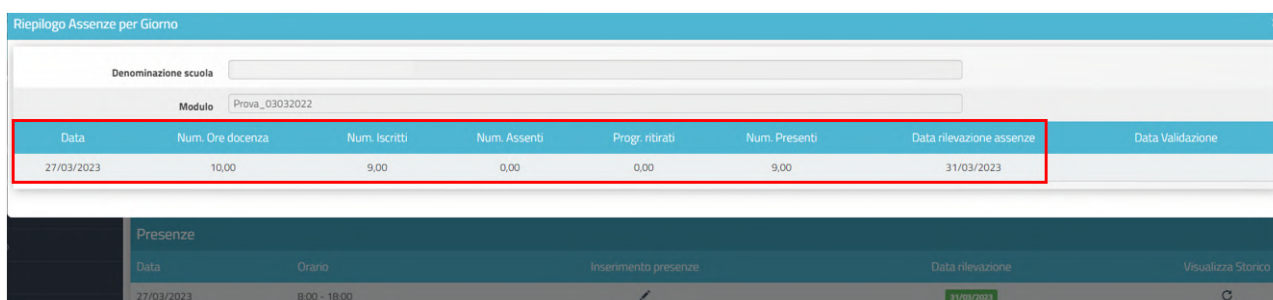 Riepilogo Assenze per Giorno
Denominazione scuola
Modulo Prova_03032022
Data Num. Ore docenza Num. Iscritti Num. Assenti Progr. ritirati Num. Presenti Data rilevazione assenze Data Validazione
27/03/2023 10,00 9,00 0,00 0,00 9,00 31/03/2023
Presenze
Data Orario Inserimento presenze Data rilevazione Visualizza Storico
27/03/2023 8:00 - 18:00 31/03/2023